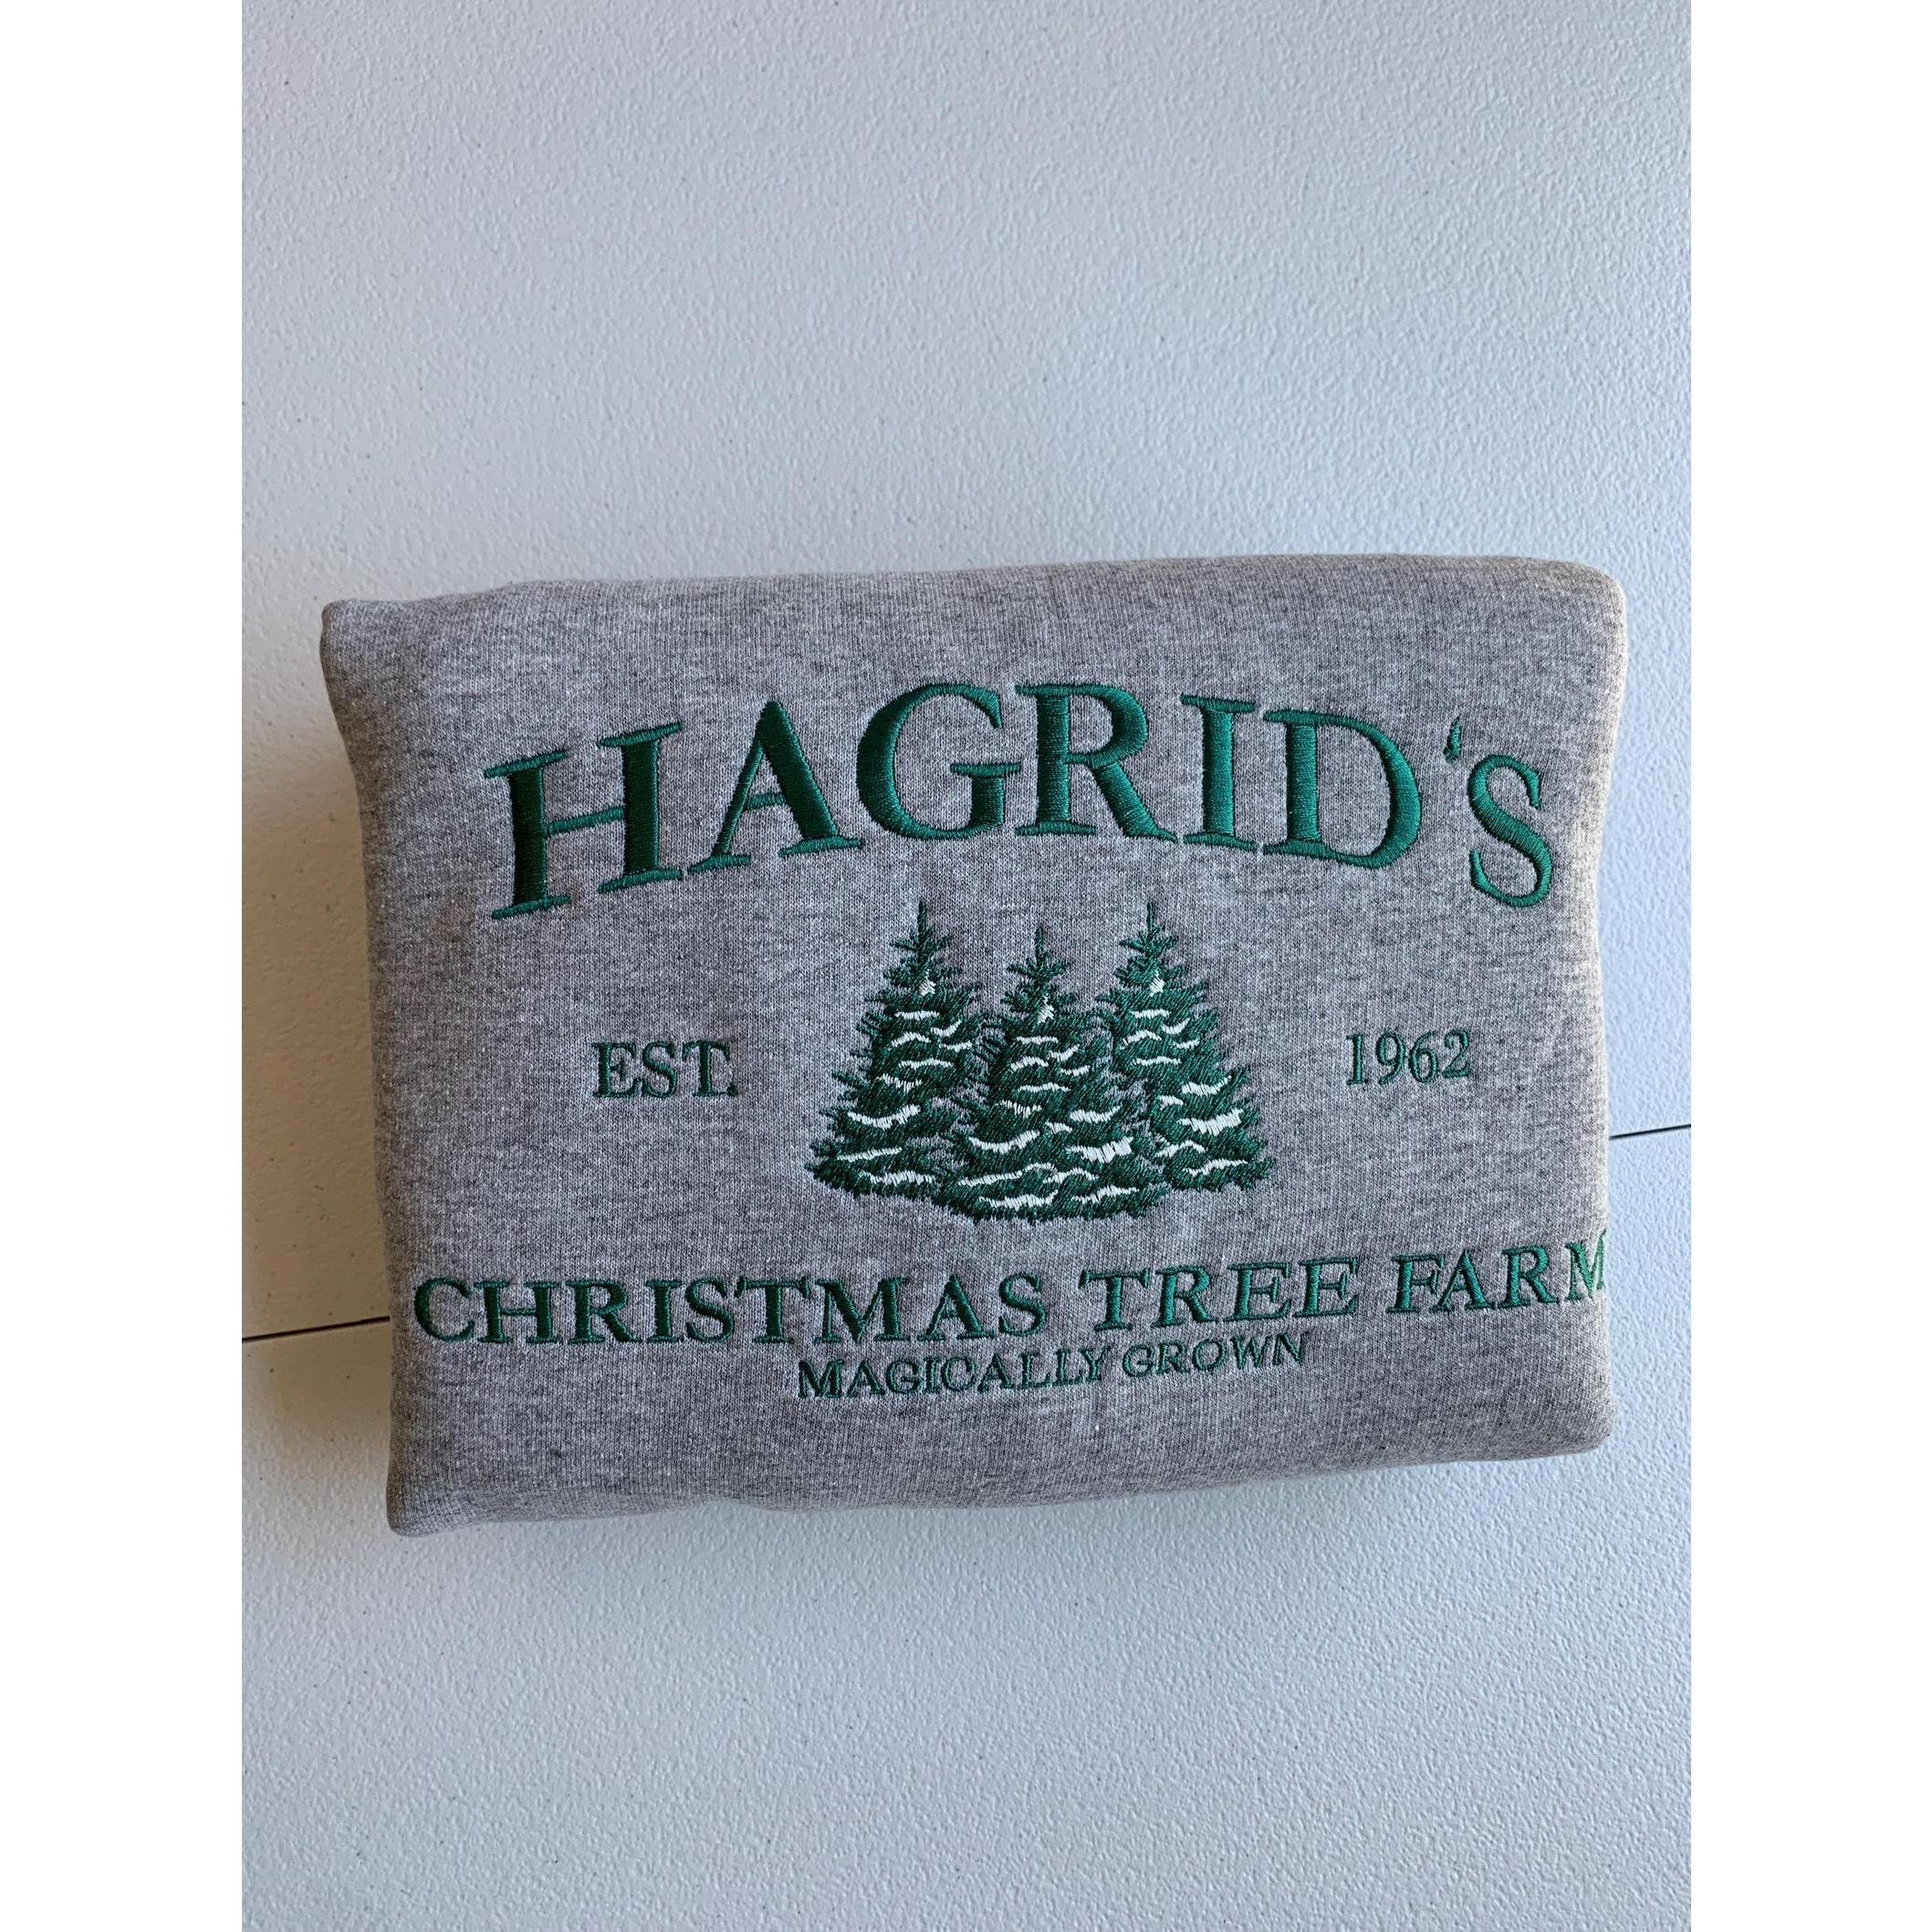 HAGRID‘S
EST. 1962
CHRISTMAS TREE FARM
MAGICALLY GROWN